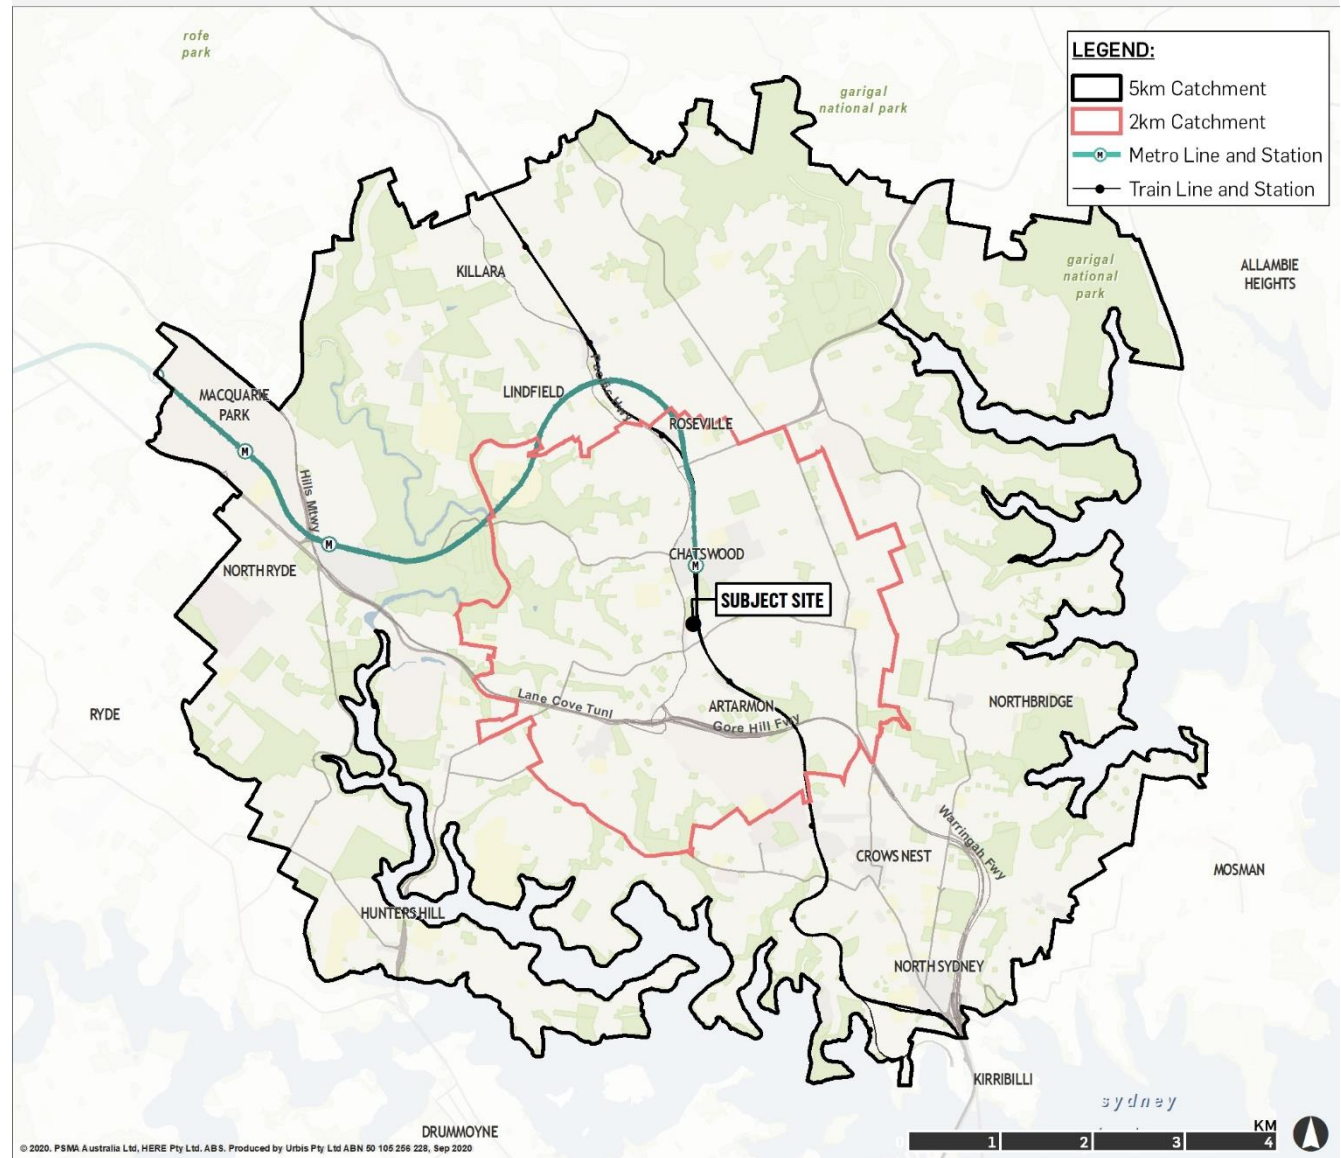 rofe
park
garigal
national park
LEGEND:
5km Catchment
2km Catchment
M Metro Line and Station
Train Line and Station
KILLARA
garigal
national
park
ALLAMBIE
HEIGHTS
MACQUARIE
PARK
LINDFIELD
Pacific Hwy
ROSEVILLE
M
Hills Mtwy
M
NORTH RYDE
CHATSWOOD
M
SUBJECT SITE
RYDE
Lane Cove Tunl
ARTARMON
Gore Hill Fwy
NORTHBRIDGE
Warringah Fwy
CROWS NEST
MOSMAN
HUNTERS HILL
NORTH SYDNEY
KIRRIBILLI
sydney
DRUMMOYNE
KM
0 1 2 3 4
© 2020. PSMA Australia Ltd, HERE Pty Ltd. ABS. Produced by Urbis Pty Ltd ABN 50 105 256 228, Sep 2020